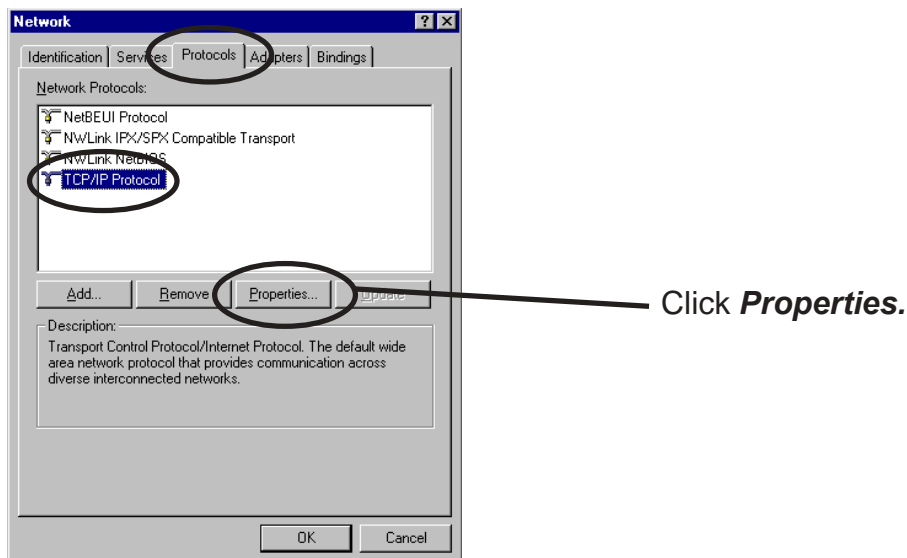 Network
Identification Services Protocols Adapters Bindings
Network Protocols:
NetBEUI Protocol
NWLink IPX/SPX Compatible Transport
NWLink NetBIOS
TCP/IP Protocol
Add... Remove Properties... Update
Click Properties.
Description:
Transport Control Protocol/Internet Protocol. The default wide
area network protocol that provides communication across
diverse interconnected networks.
OK Cancel